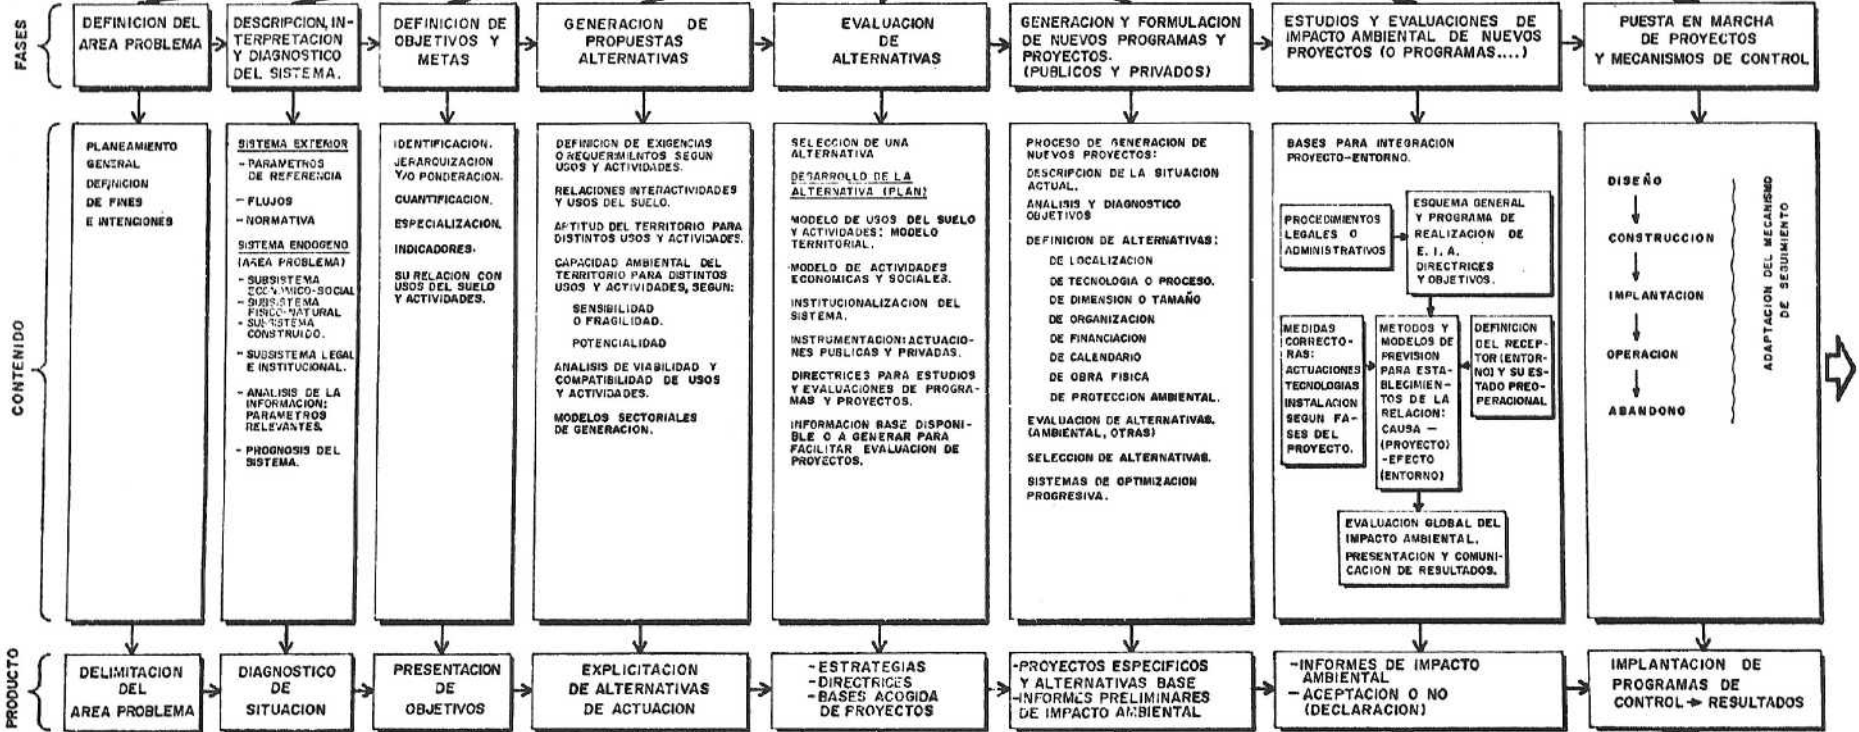 FASES
DEFINICION DEL
AREA PROBLEMA
DESCRIPCION, IN-
TERPRETACION
Y DIAGNOSTICO
DEL SISTEMA.
DEFINICION DE
OBJETIVOS Y
METAS
GENERACION DE
PROPUESTAS
ALTERNATIVAS
EVALUACION
DE
ALTERNATIVAS
GENERACION Y FORMULACION
DE NUEVOS PROGRAMAS Y
PROYECTOS.
(PUBLICOS Y PRIVADOS)
ESTUDIOS Y EVALUACIONES DE
IMPACTO AMBIENTAL DE NUEVOS
PROYECTOS (O PROGRAMAS....)
PUESTA EN MARCHA
DE PROYECTOS
Y MECANISMOS DE CONTROL
CONTENIDO
PLANEAMIENTO
GENERAL
DEFINICION
DE FINES
E INTENCIONES
SISTEMA EXTERIOR
- PARAMETROS
DE REFERENCIA
- FLUJOS
- NORMATIVA
SISTEMA ENDOGENO
(AREA PROBLEMA)
- SUBSISTEMA
ECONOMICO-SOCIAL
- SUBSISTEMA
FISICO-NATURAL
- SUBSISTEMA
CONSTRUIDO.
- SUBSISTEMA LEGAL
E INSTITUCIONAL.
- ANALISIS DE LA
INFORMACION:
PARAMETROS
RELEVANTES.
- PROGNOSIS DEL
SISTEMA.
IDENTIFICACION.
JERARQUIZACION
Y/O PONDERACION.
CUANTIFICACION.
ESPECIALIZACION.
INDICADORES.
SU RELACION CON
USOS DEL SUELO
Y ACTIVIDADES.
DEFINICION DE EXIGENCIAS
O REQUERIMIENTOS SEGUN
USOS Y ACTIVIDADES.
RELACIONES INTERACTIVIDADES
Y USOS DEL SUELO.
APTITUD DEL TERRITORIO PARA
DISTINTOS USOS Y ACTIVIDADES.
CAPACIDAD AMBIENTAL DEL
TERRITORIO PARA DISTINTOS
USOS Y ACTIVIDADES, SEGUN:
SENSIBILIDAD
O FRAGILIDAD.
POTENCIALIDAD
ANALISIS DE VIABILIDAD Y
COMPATIBILIDAD DE USOS
Y ACTIVIDADES.
MODELOS SECTORIALES
DE GENERACION.
SELECCION DE UNA
ALTERNATIVA
DESARROLLO DE LA
ALTERNATIVA (PLAN)
MODELO DE USOS DEL SUELO
Y ACTIVIDADES: MODELO
TERRITORIAL.
MODELO DE ACTIVIDADES
ECONOMICAS Y SOCIALES.
INSTITUCIONALIZACION DEL
SISTEMA.
INSTRUMENTACION: ACTUACIO-
NES PUBLICAS Y PRIVADAS.
DIRECTRICES PARA ESTUDIOS
Y EVALUACIONES DE PROGRA-
MAS Y PROYECTOS.
INFORMACION BASE DISPONI-
BLE O A GENERAR PARA
FACILITAR EVALUACION DE
PROYECTOS.
PROCESO DE GENERACION DE
NUEVOS PROYECTOS:
DESCRIPCION DE LA SITUACION
ACTUAL.
ANALISIS Y DIAGNOSTICO
OBJETIVOS
DEFINICION DE ALTERNATIVAS:
DE LOCALIZACION
DE TECNOLOGIA O PROCESO.
DE DIMENSION O TAMAÑO
DE ORGANIZACION
DE FINANCIACION
DE CALENDARIO
DE OBRA FISICA
DE PROTECCION AMBIENTAL.
EVALUACION DE ALTERNATIVAS.
(AMBIENTAL, OTRAS)
SELECCION DE ALTERNATIVAS.
SISTEMAS DE OPTIMIZACION
PROGRESIVA.
BASES PARA INTEGRACION
PROYECTO-ENTORNO.
PROCEDIMIENTOS
LEGALES O
ADMINISTRATIVOS
ESQUEMA GENERAL
Y PROGRAMA DE
REALIZACION DE
E. I. A.
DIRECTRICES
Y OBJETIVOS.
MEDIDAS
CORRECTO-
RAS:
ACTUACIONES
TECNOLOGIAS
INSTALACION
SEGUN FA-
SES DEL
PROYECTO.
METODOS Y
MODELOS DE
PREVISION
PARA ESTA-
BLECIMIEN-
TOS DE LA
RELACION:
CAUSA —
(PROYECTO)
-EFECTO
(ENTORNO)
DEFINICION
DEL RECEP-
TOR (ENTOR-
NO) Y SU ES-
TADO PREO-
PERACIONAL.
EVALUACION GLOBAL DEL
IMPACTO AMBIENTAL.
PRESENTACION Y COMUNI-
CACION DE RESULTADOS.
DISEÑO
CONSTRUCCION
IMPLANTACION
OPERACION
ABANDONO
ADAPTACION DEL MECANISMO
DE SEGUIMIENTO
PRODUCTO
DELIMITACION
DEL
AREA PROBLEMA
DIAGNOSTICO
DE
SITUACION
PRESENTACION
DE
OBJETIVOS
EXPLICITACION
DE ALTERNATIVAS
DE ACTUACION
- ESTRATEGIAS
- DIRECTRICES
- BASES ACOGIDA
DE PROYECTOS
-PROYECTOS ESPECIFICOS
Y ALTERNATIVAS BASE
-INFORMES PRELIMINARES
DE IMPACTO AMBIENTAL
-INFORMES DE IMPACTO
AMBIENTAL
-ACEPTACION O NO
(DECLARACION)
IMPLANTACION DE
PROGRAMAS DE
CONTROL → RESULTADOS